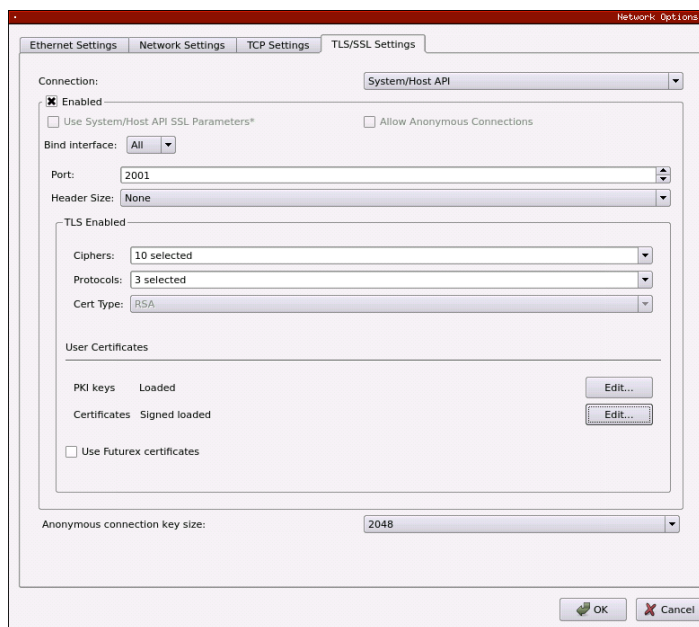 Network Options
Ethernet Settings Network Settings TCP Settings TLS/SSL Settings
Connection: System/Host API
Enabled
Use System/Host API SSL Parameters* Allow Anonymous Connections
Bind interface: All
Port: 2001
Header Size: None
TLS Enabled
Ciphers: 10 selected
Protocols: 3 selected
Cert Type: RSA
User Certificates
PKI keys Loaded Edit...
Certificates Signed loaded Edit...
Use Futurex certificates
Anonymous connection key size: 2048
OK Cancel